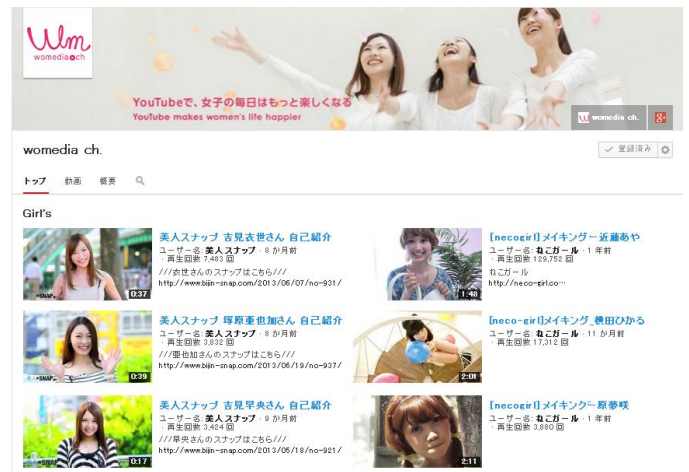 Wm
womedia ch
YouTubeで、女子の毎日はもっと楽しくなる
YouTube makes women's life happier
womedia ch.
g+
womedia ch.
登録済み
トップ 動画 概要
Girl's
美人スナップ 吉見衣世さん 自己紹介
ユーザー名: 美人スナップ · 8 か月前
· 再生回数 7,483 回
///衣世さんのスナップはこちら///
http://www.bijin-snap.com/2013/06/07/no-931/
+SNAP.
0:37
[necogirl]メイキングー近藤あや
ユーザー名: ねこガール · 1 年前
· 再生回数 129,752 回
ねこガール
http://neco-girl.co…
1:48
美人スナップ 塚原亜也加さん 自己紹介
ユーザー名: 美人スナップ · 8 か月前
· 再生回数 3,832 回
///亜也加さんのスナップはこちら///
http://www.bijin-snap.com/2013/06/19/no-937/
+SNAP.
0:39
[neco-girl]メイキング_横田ひかる
ユーザー名: ねこガール · 11 か月前
· 再生回数 17,312 回
2:01
美人スナップ 吉見早央さん 自己紹介
ユーザー名: 美人スナップ · 9 か月前
· 再生回数 3,424 回
///早央さんのスナップはこちら///
http://www.bijin-snap.com/2013/05/18/no-921/
+SNAP
0:17
[necogirl]メイキングー原夢咲
ユーザー名: ねこガール · 1 年前
· 再生回数 3,880 回
2:11